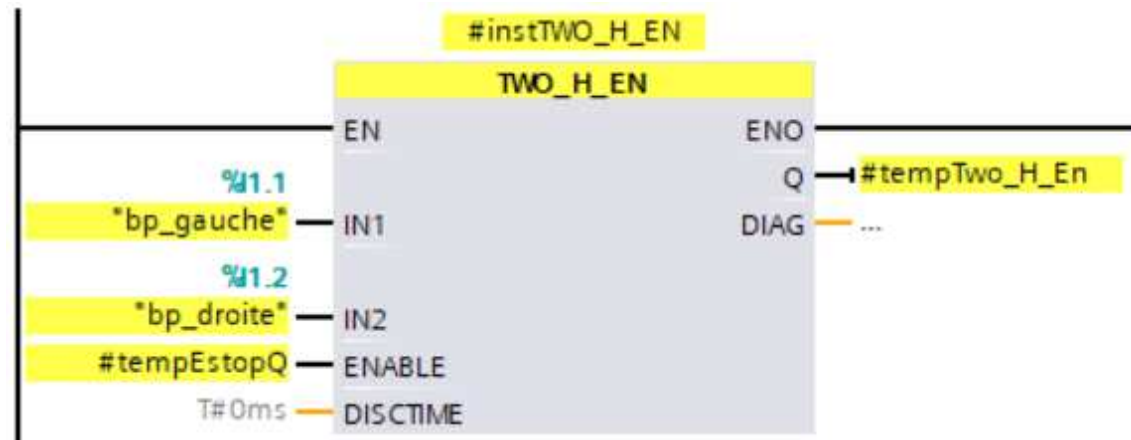 #instTWO_H_EN
TWO_H_EN
EN ENO
Q #tempTwo_H_En
%I1.1
"bp_gauche" IN1 DIAG ...
%I1.2
"bp_droite" IN2
#tempEstopQ ENABLE
T#0ms DISCTIME